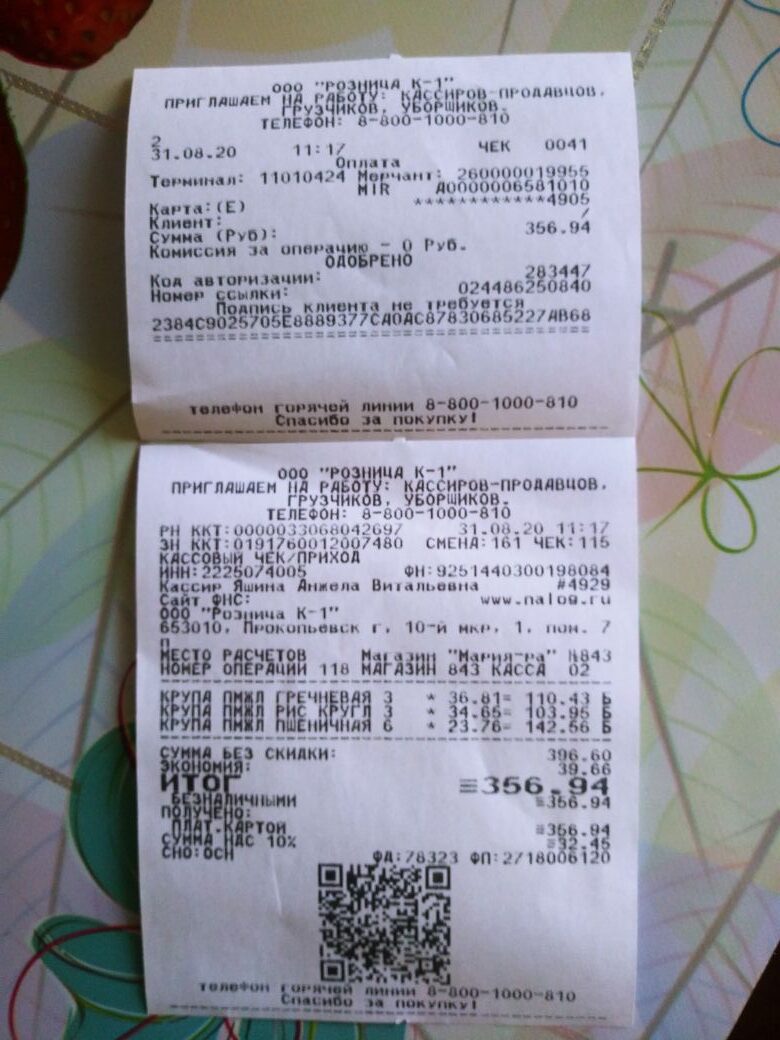 ООО "РОЗНИЦА К-1"
ПРИГЛАШАЕМ НА РАБОТУ: КАССИРОВ-ПРОДАВЦОВ,
ГРУЗЧИКОВ, УБОРЩИКОВ.
ТЕЛЕФОН: 8-800-1000-810
2
31.08.20 11:17 ЧЕК 0041
Оплата
Терминал: 11010424 Мерчант: 260000019955
MIR A0000006581010
Карта:(E) ************4905
Клиент: /
Сумма (Руб): 356.94
Комиссия за операцию - 0 Руб.
ОДОБРЕНО
Код авторизации: 283447
Номер ссылки: 024486250840
Подпись клиента не требуется
2384C9025705E8889377CA0AC87830685227AB68
========================================
телефон горячей линии 8-800-1000-810
Спасибо за покупку!
ООО "РОЗНИЦА К-1"
ПРИГЛАШАЕМ НА РАБОТУ: КАССИРОВ-ПРОДАВЦОВ,
ГРУЗЧИКОВ, УБОРЩИКОВ.
ТЕЛЕФОН: 8-800-1000-810
РН ККТ:0000033068042697 31.08.20 11:17
ЗН ККТ:0191760012007480 СМЕНА:161 ЧЕК:115
КАССОВЫЙ ЧЕК/ПРИХОД
ИНН:2225074005 ФН:9251440300198084
Кассир Яшина Анжела Витальевна #4929
Сайт ФНС: www.nalog.ru
ООО "Розница К-1"
653010, Прокопьевск г, 10-й мкр, 1, пом. 7
п
МЕСТО РАСЧЕТОВ Магазин "Мария-ра" №843
НОМЕР ОПЕРАЦИИ 118 МАГАЗИН 843 КАССА 02
КРУПА ПМЖЛ ГРЕЧНЕВАЯ 3 * 36.81= 110.43 Б
КРУПА ПМЖЛ РИС КРУГЛ 3 * 34.65= 103.95 Б
КРУПА ПМЖЛ ПШЕНИЧНАЯ 6 * 23.76= 142.56 Б
СУММА БЕЗ СКИДКИ: 396.60
ЭКОНОМИЯ: 39.66
ИТОГ ≡356.94
БЕЗНАЛИЧНЫМИ ≡356.94
ПОЛУЧЕНО:
ПЛАТ.КАРТОЙ ≡356.94
СУММА НДС 10% ≡32.45
СНО:ОСН ФД:78323 ФП:2718006120
телефон горячей линии 8-800-1000-810
Спасибо за покупку!